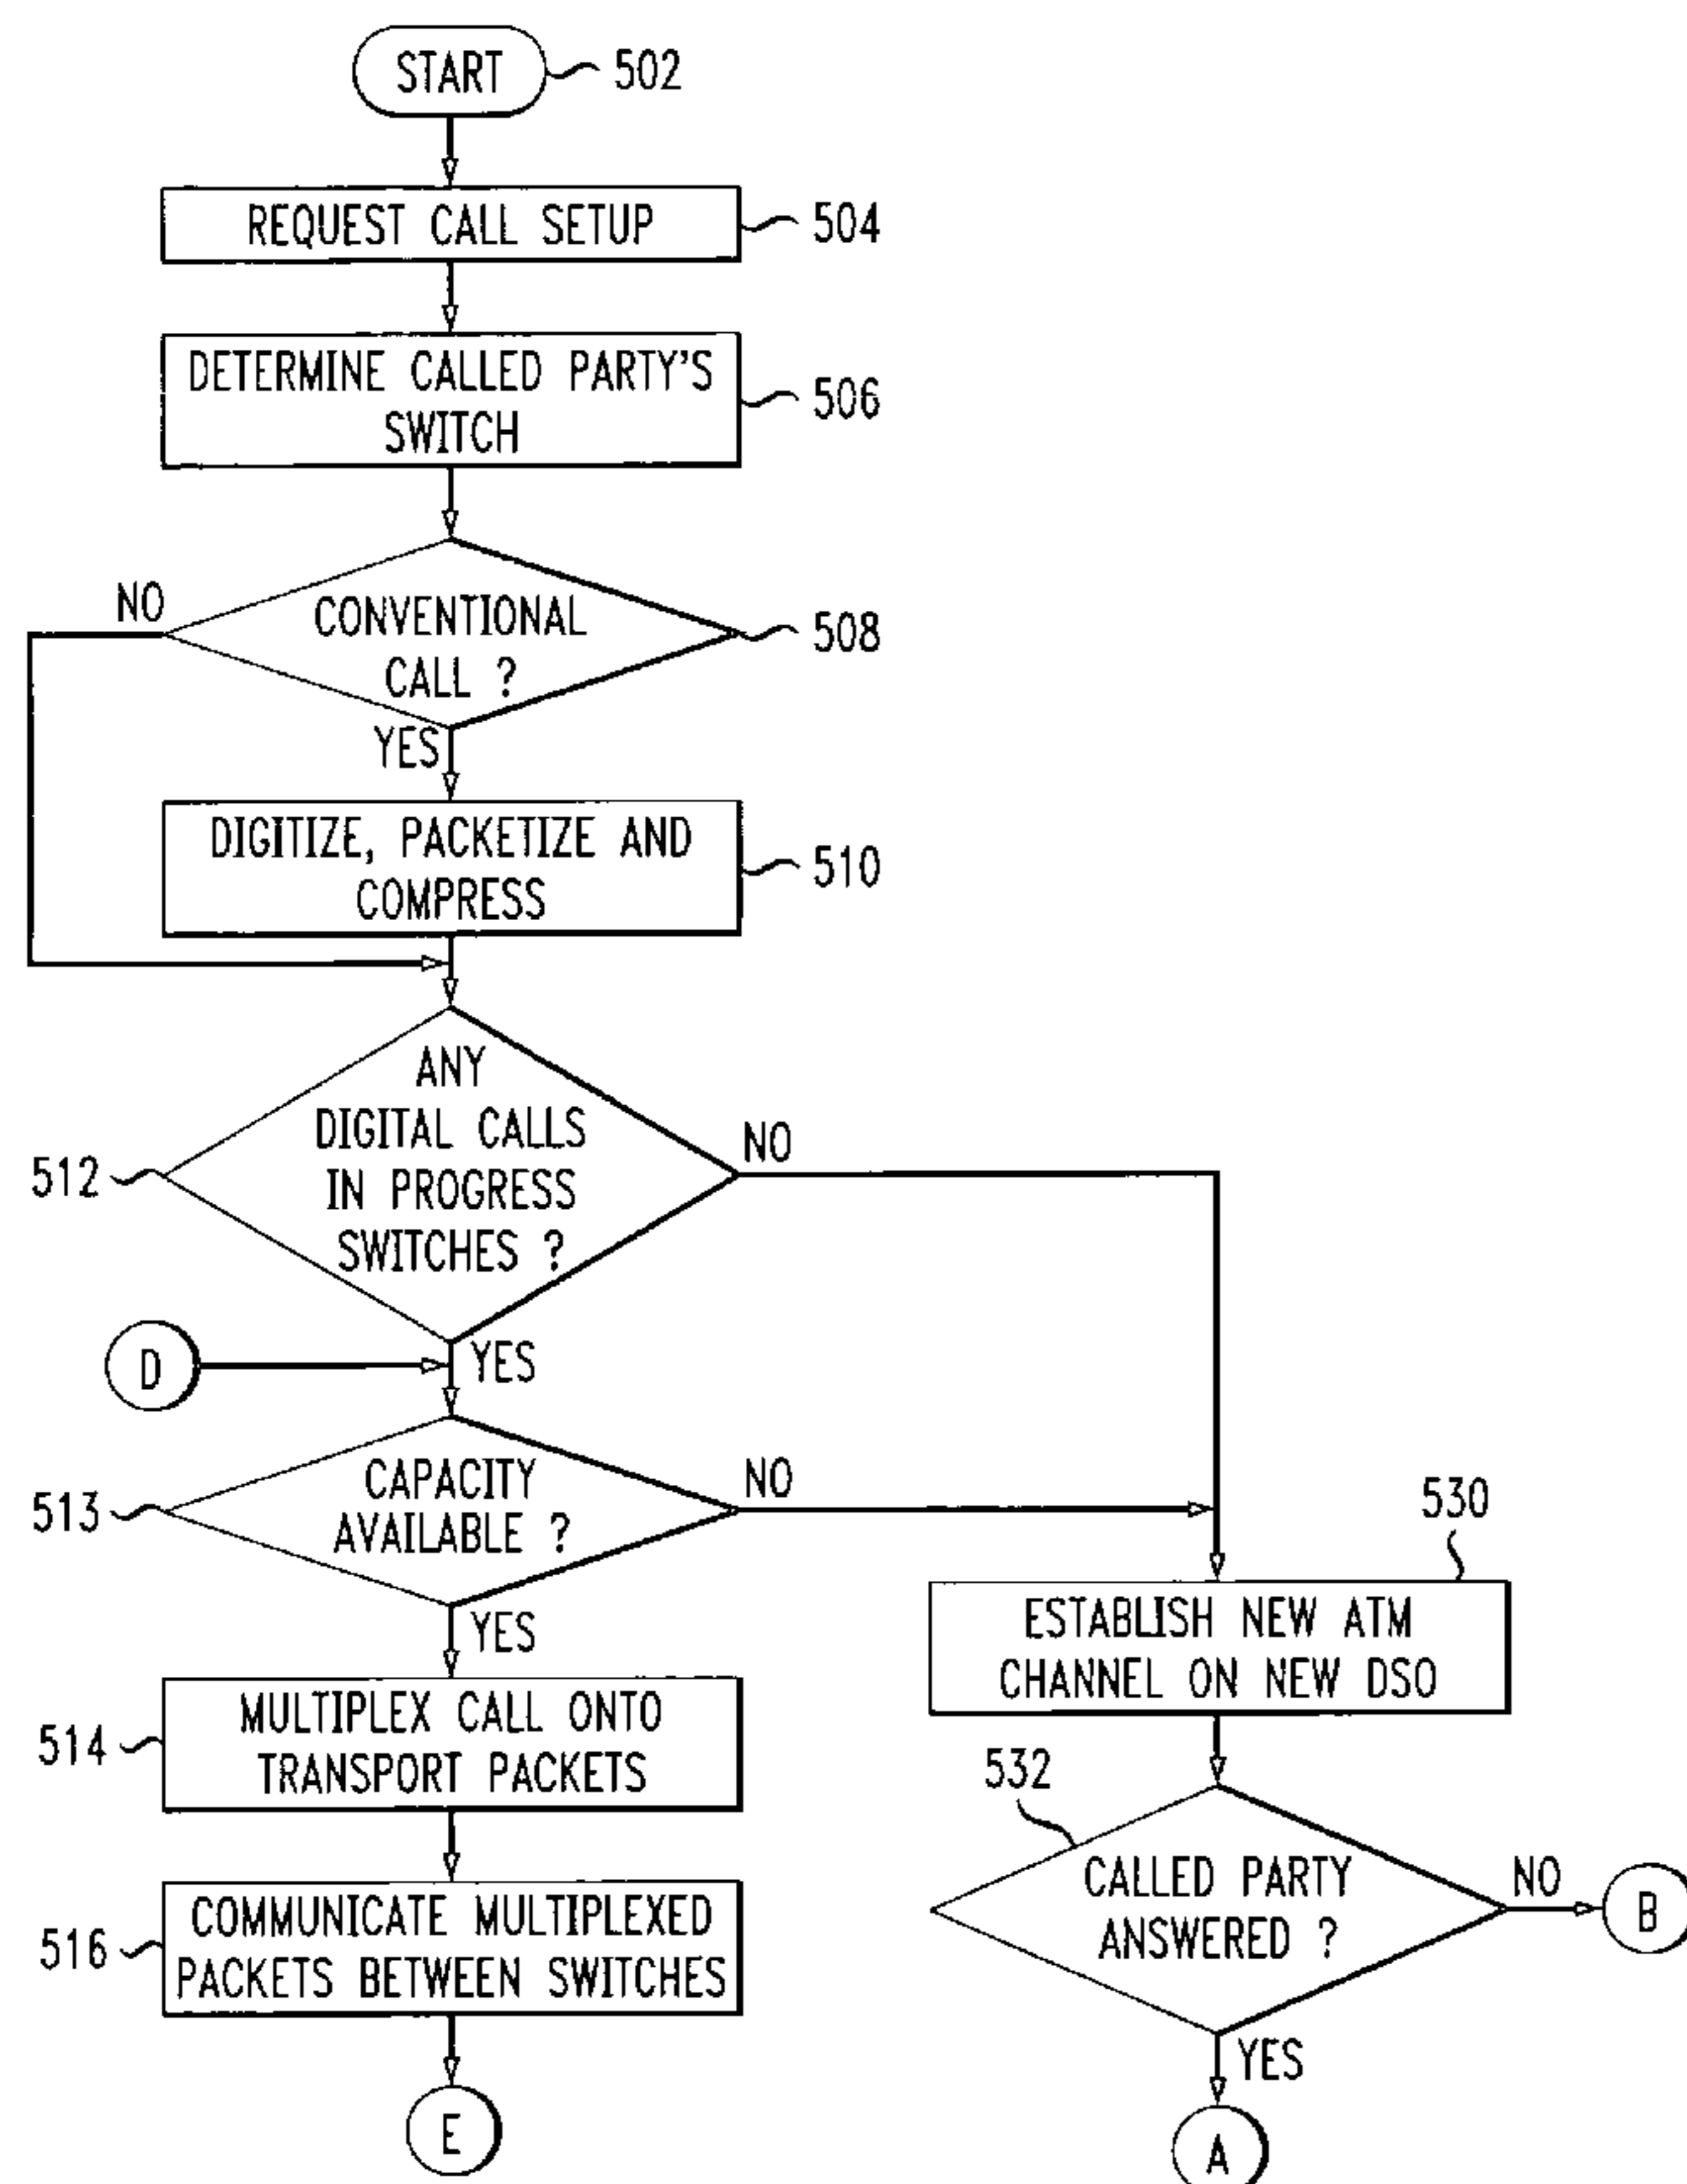 START
502
REQUEST CALL SETUP
504
DETERMINE CALLED PARTY'S
SWITCH
506
NO
CONVENTIONAL
CALL ?
508
YES
DIGITIZE, PACKETIZE AND
COMPRESS
510
ANY
DIGITAL CALLS
IN PROGRESS
SWITCHES ?
512
NO
D
YES
CAPACITY
AVAILABLE ?
513
NO
530
YES
ESTABLISH NEW ATM
CHANNEL ON NEW DSO
MULTIPLEX CALL ONTO
TRANSPORT PACKETS
514
532
CALLED PARTY
ANSWERED ?
NO
B
COMMUNICATE MULTIPLEXED
PACKETS BETWEEN SWITCHES
516
YES
E
A